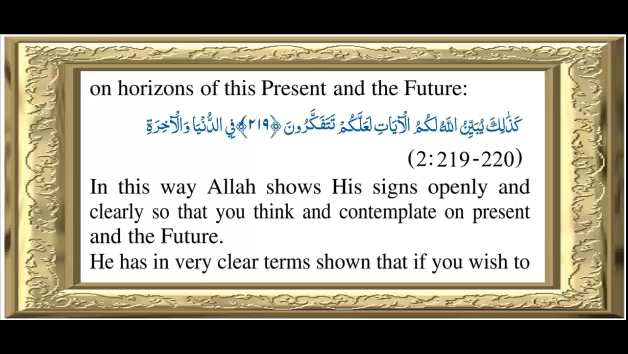 on horizons of this Present and the Future:
كَذَٰلِكَ يُبَيِّنُ اللَّهُ لَكُمُ الْآيَاتِ لَعَلَّكُمْ تَتَفَكَّرُونَ ﴿٢١٩﴾ فِي الدُّنْيَا وَالْآخِرَةِ
(2:219-220)
In this way Allah shows His signs openly and
clearly so that you think and contemplate on present
and the Future.
He has in very clear terms shown that if you wish to